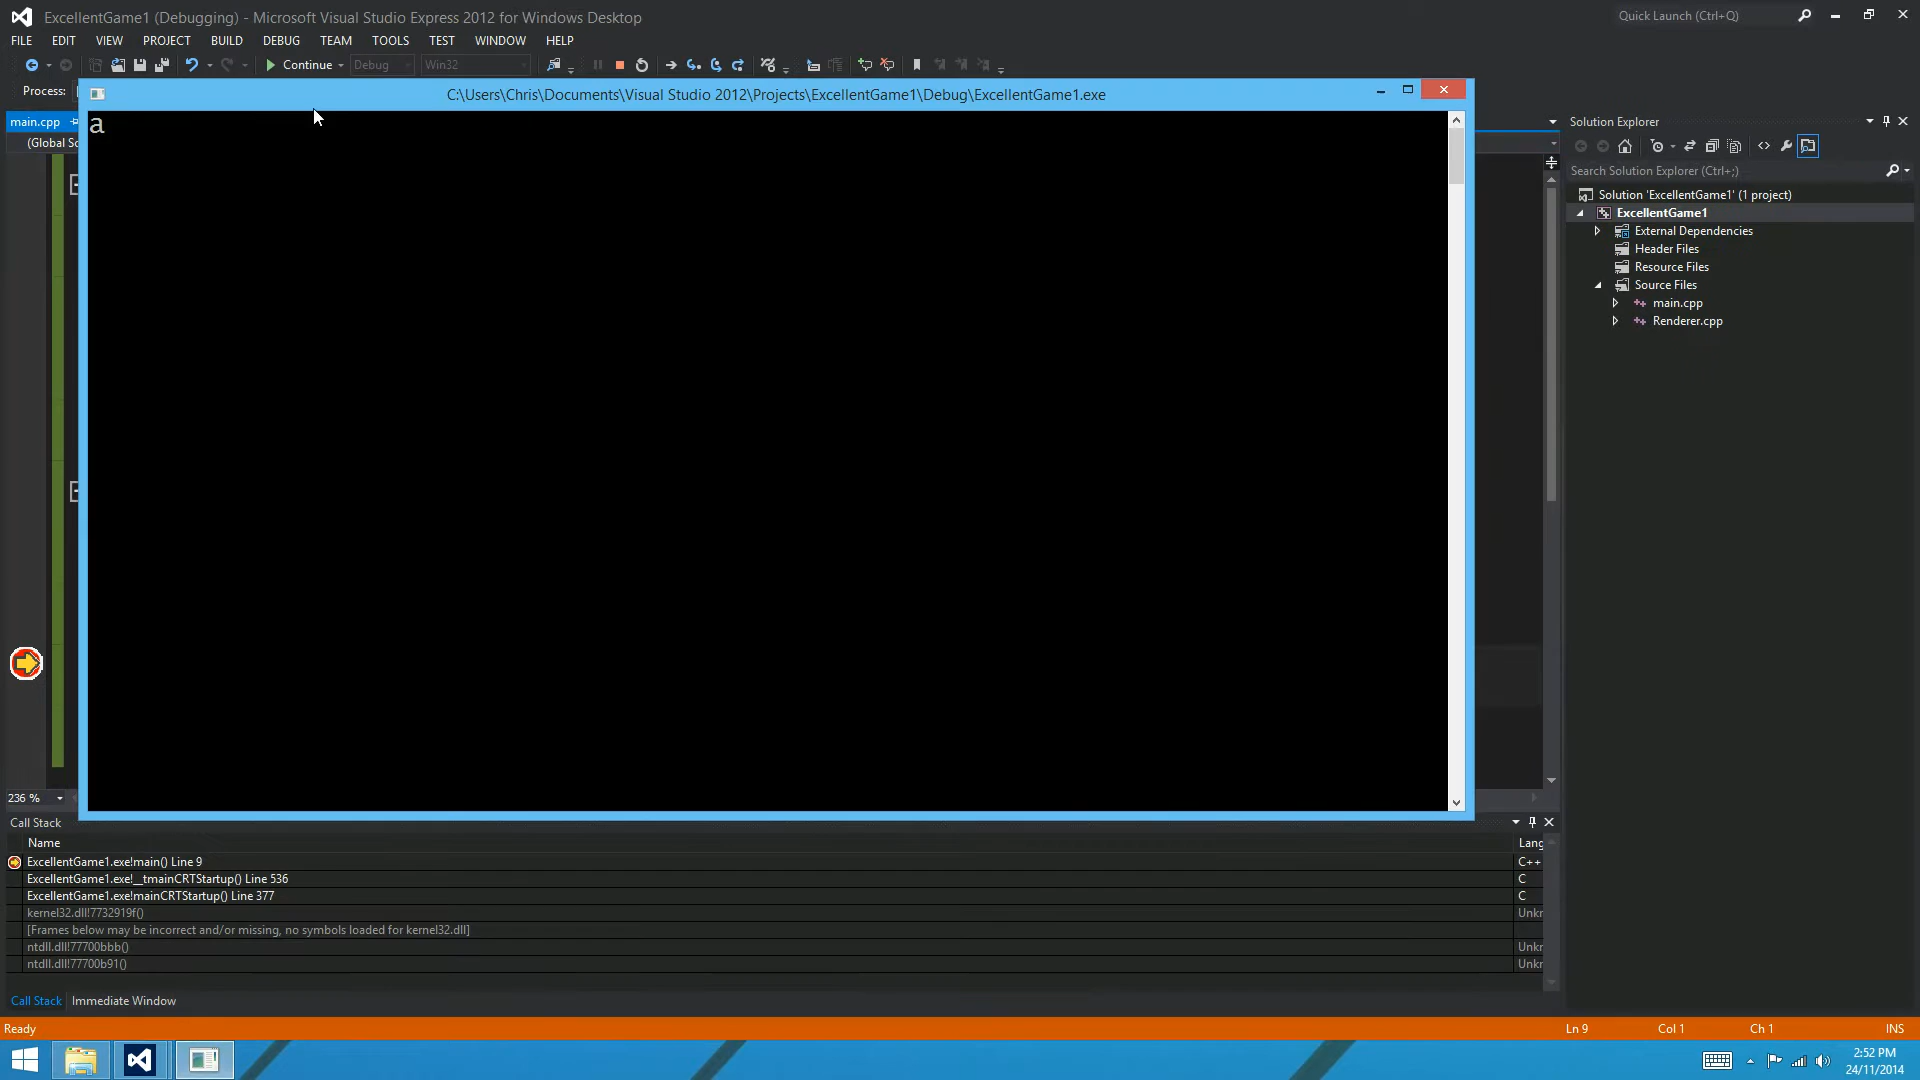 ExcellentGame1 (Debugging) - Microsoft Visual Studio Express 2012 for Windows Desktop
Quick Launch (Ctrl+Q)
FILE EDIT VIEW PROJECT BUILD DEBUG TEAM TOOLS TEST WINDOW HELP
Continue Debug Win32
Process:
C:\Users\Chris\Documents\Visual Studio 2012\Projects\ExcellentGame1\Debug\ExcellentGame1.exe
main.cpp
a
(Global Sc
Solution Explorer
Search Solution Explorer (Ctrl+;)
Solution 'ExcellentGame1' (1 project)
ExcellentGame1
External Dependencies
Header Files
Resource Files
Source Files
main.cpp
Renderer.cpp
236 %
Call Stack
Name Lang
ExcellentGame1.exe!main() Line 9 C++
ExcellentGame1.exe!__tmainCRTStartup() Line 536 C
ExcellentGame1.exe!mainCRTStartup() Line 377 C
kernel32.dll!7732919f() Unkr
[Frames below may be incorrect and/or missing, no symbols loaded for kernel32.dll]
ntdll.dll!77700bbb() Unkr
ntdll.dll!77700b91() Unkr
Call Stack Immediate Window
Ready Ln 9 Col 1 Ch 1 INS
2:52 PM
24/11/2014